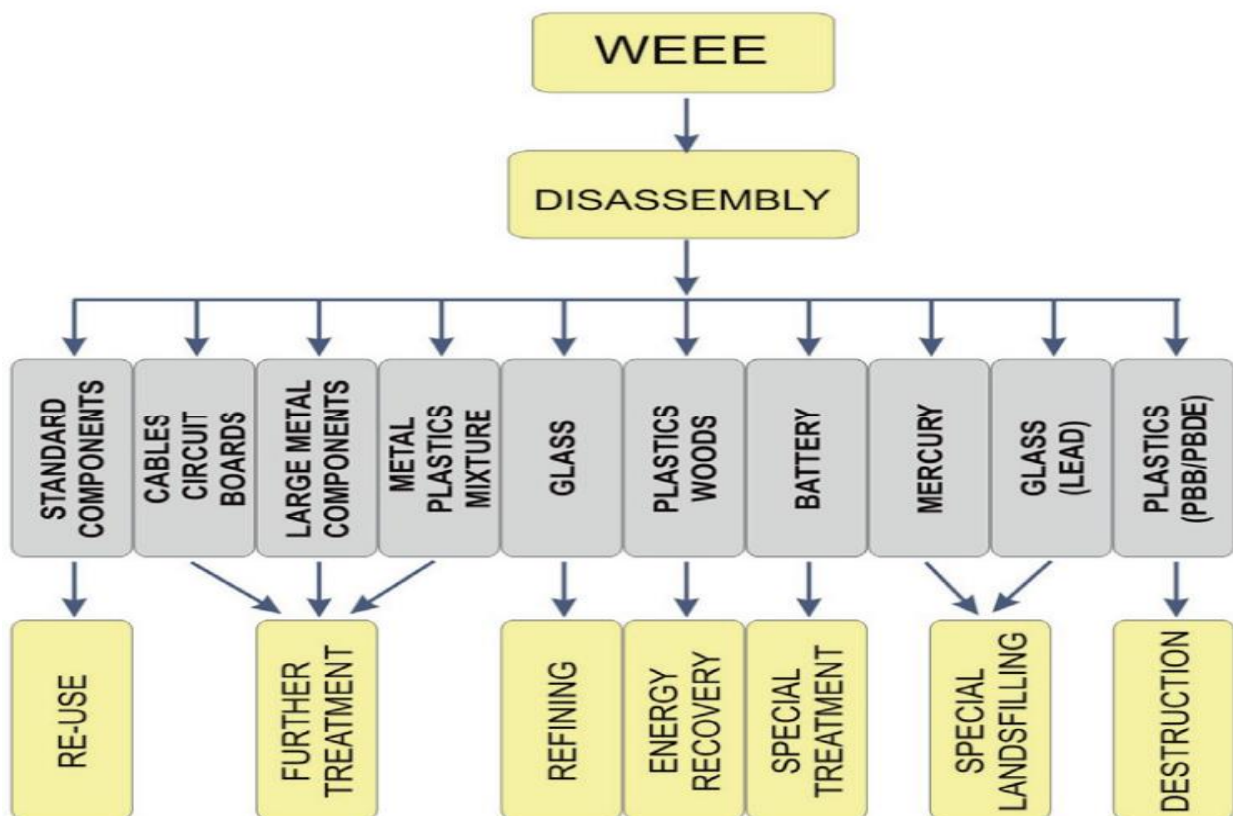 WEEE
DISASSEMBLY
STANDARD
COMPONENTS
CABLES
CIRCUIT
BOARDS
LARGE METAL
COMPONENTS
METAL
PLASTICS
MIXTURE
GLASS
PLASTICS
WOODS
BATTERY
MERCURY
GLASS
(LEAD)
PLASTICS
(PBB/PBDE)
RE-USE
FURTHER
TREATMENT
REFINING
ENERGY
RECOVERY
SPECIAL
TREATMENT
SPECIAL
LANDSFILLING
DESTRUCTION